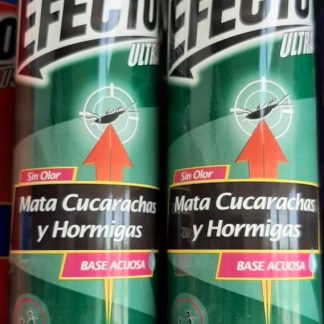 EFECTO
ULTRA
Sin Olor
Mata Cucarachas
y Hormigas
BASE ACUOSA
EFECTO
ULTRA
Sin Olor
Mata Cucarachas
y Hormigas
BASE ACUOSA